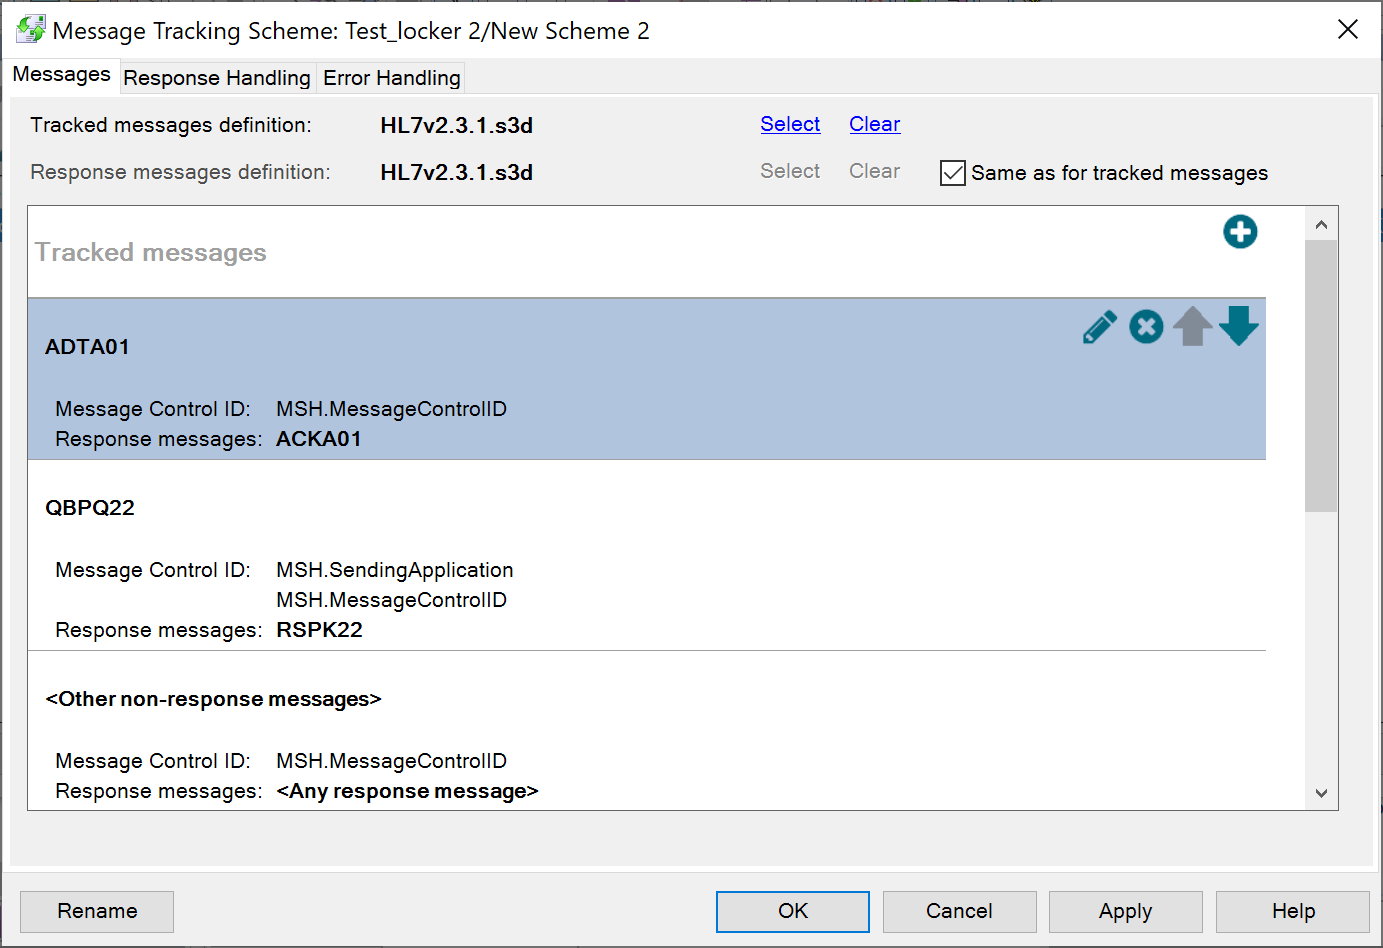 Message Tracking Scheme: Test_locker 2/New Scheme 2
Messages Response Handling Error Handling
Tracked messages definition: HL7v2.3.1.s3d Select Clear
Response messages definition: HL7v2.3.1.s3d Select Clear Same as for tracked messages
Tracked messages
ADTA01
Message Control ID: MSH.MessageControlID
Response messages: ACKA01
QBPQ22
Message Control ID: MSH.SendingApplication
MSH.MessageControlID
Response messages: RSPK22
<Other non-response messages>
Message Control ID: MSH.MessageControlID
Response messages: <Any response message>
Rename OK Cancel Apply Help